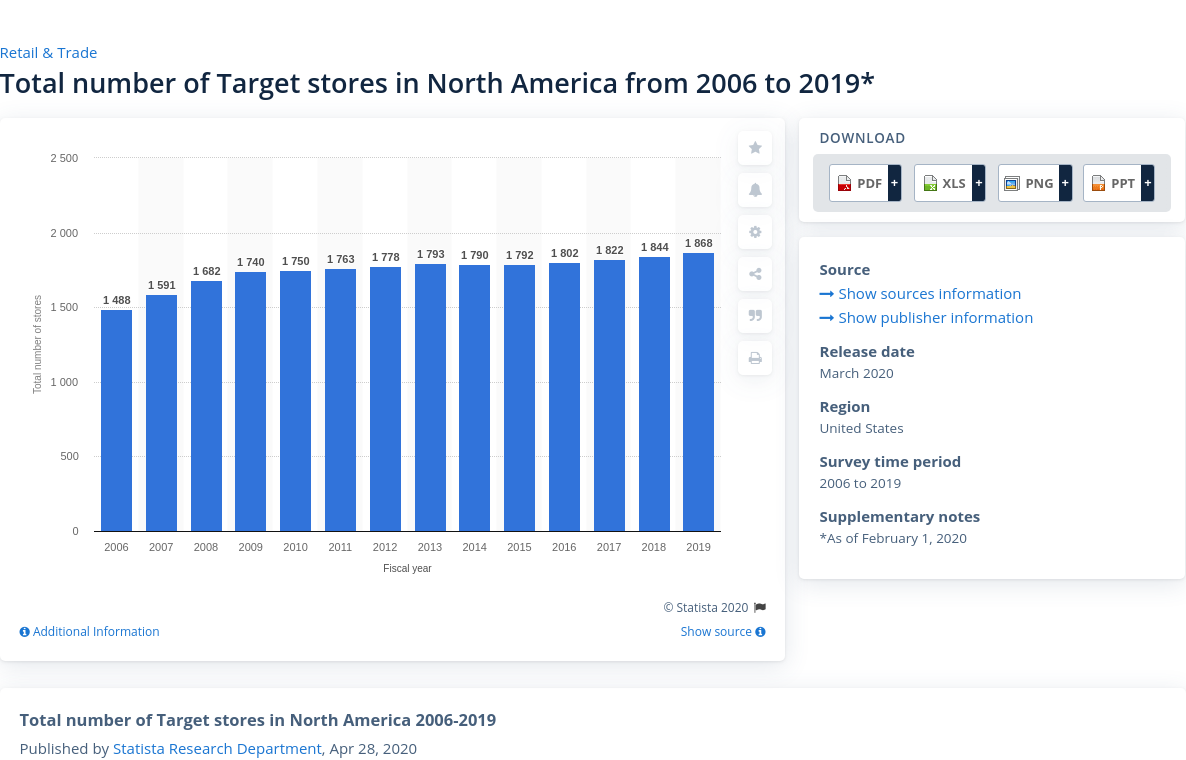 Retail & Trade
Total number of Target stores in North America from 2006 to 2019*
2 500
2 000
1 500
1 000
500
0
Total number of stores
1 488
1 591
1 682
1 740
1 750
1 763
1 778
1 793
1 790
1 792
1 802
1 822
1 844
1 868
2006 2007 2008 2009 2010 2011 2012 2013 2014 2015 2016 2017 2018 2019
Fiscal year
© Statista 2020
Additional Information
Show source
DOWNLOAD
PDF + XLS + PNG + PPT +
Source
Show sources information
Show publisher information
Release date
March 2020
Region
United States
Survey time period
2006 to 2019
Supplementary notes
*As of February 1, 2020
Total number of Target stores in North America 2006-2019
Published by Statista Research Department, Apr 28, 2020